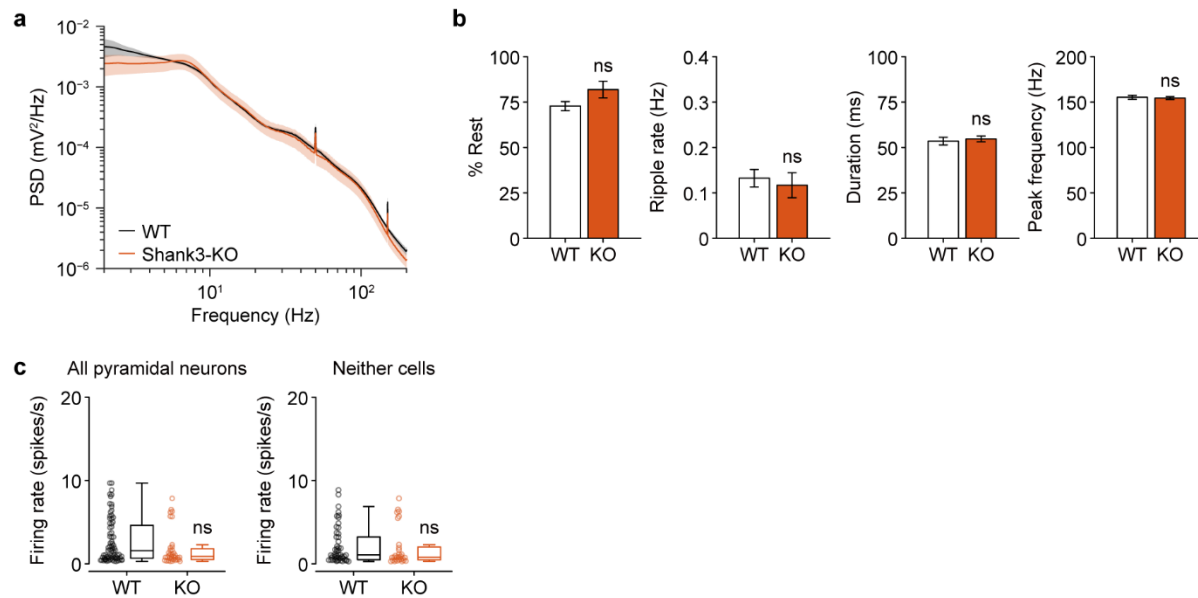 a
PSD (mV²/Hz)
10⁻²
10⁻³
10⁻⁴
10⁻⁵
10⁻⁶
WT
Shank3-KO
10¹
10²
Frequency (Hz)
b
% Rest
100
75
50
25
0
ns
WT KO
Ripple rate (Hz)
0.4
0.3
0.2
0.1
0
ns
WT KO
Duration (ms)
100
75
50
25
0
ns
WT KO
Peak frequency (Hz)
200
150
100
50
0
ns
WT KO
c
All pyramidal neurons
Firing rate (spikes/s)
20
10
0
ns
WT KO
Neither cells
Firing rate (spikes/s)
20
10
0
ns
WT KO